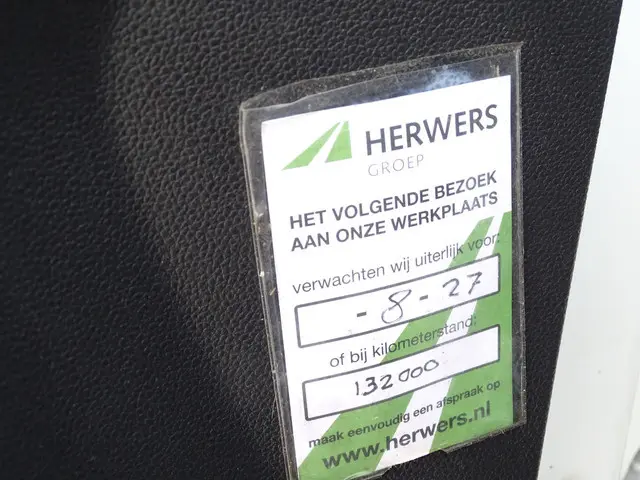 HERWERS
GROEP
HET VOLGENDE BEZOEK
AAN ONZE WERKPLAATS
verwachten wij uiterlijk voor:
- 8 - 27
of bij kilometerstand:
132000
maak eenvoudig een afspraak op
www.herwers.nl